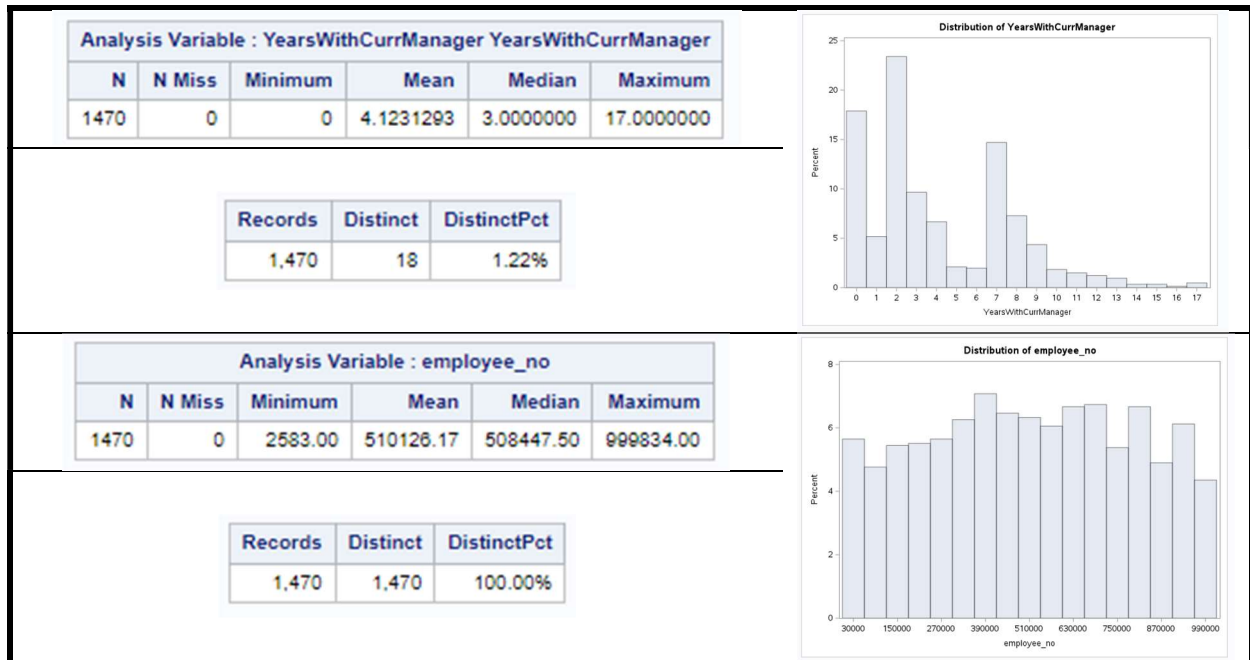 Analysis Variable : YearsWithCurrManager YearsWithCurrManager
N N Miss Minimum Mean Median Maximum
1470 0 0 4.1231293 3.0000000 17.0000000
Distribution of YearsWithCurrManager
25
20
15
10
5
0
Percent
0 1 2 3 4 5 6 7 8 9 10 11 12 13 14 15 16 17
YearsWithCurrManager
Records Distinct DistinctPct
1,470 18 1.22%
Analysis Variable : employee_no
N N Miss Minimum Mean Median Maximum
1470 0 2583.00 510126.17 508447.50 999834.00
Distribution of employee_no
8
6
4
2
0
Percent
30000 150000 270000 390000 510000 630000 750000 870000 990000
employee_no
Records Distinct DistinctPct
1,470 1,470 100.00%